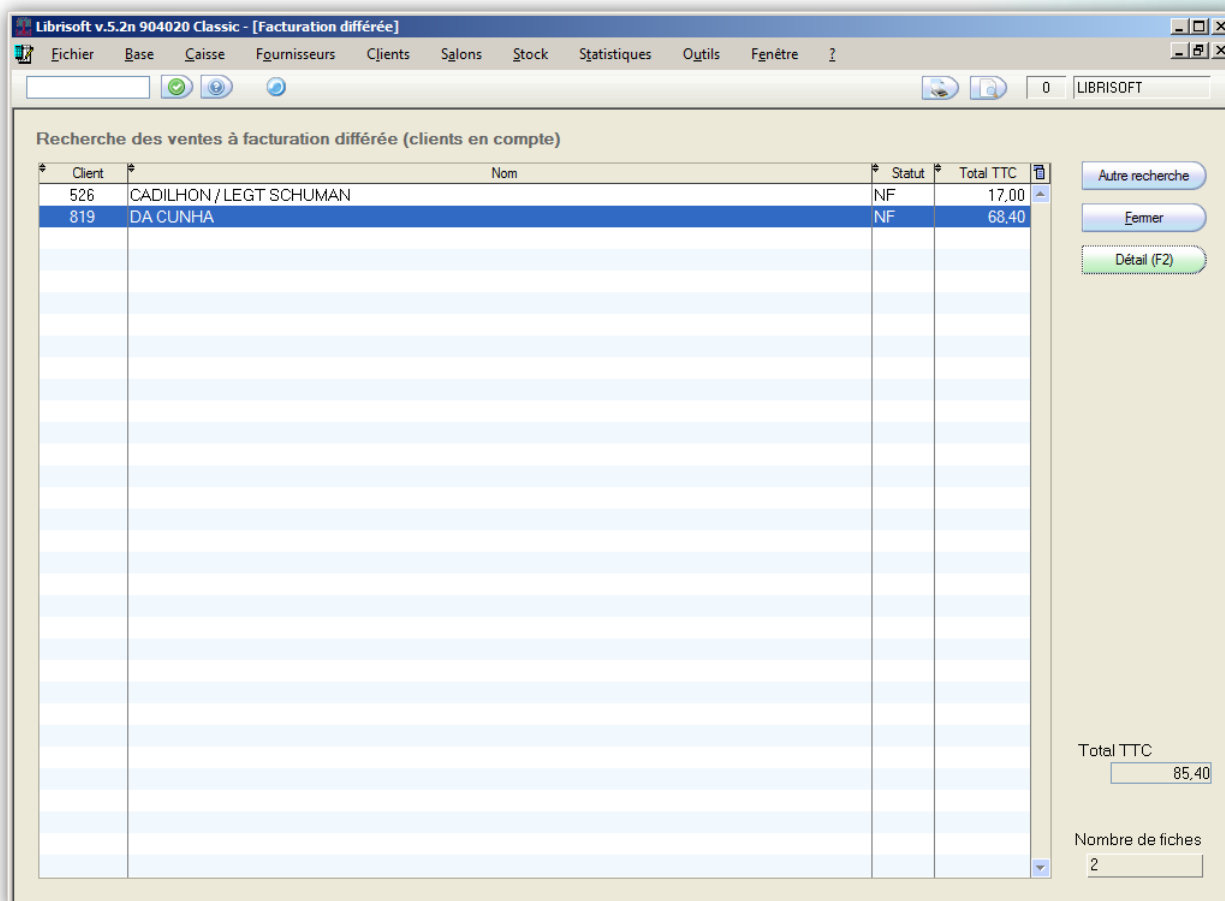 Librisoft v.5.2n 904020 Classic - [Facturation différée]
Fichier Base Caisse Fournisseurs Clients Salons Stock Statistiques Outils Fenêtre ?
0 LIBRISOFT
Recherche des ventes à facturation différée (clients en compte)
Client Nom Statut Total TTC
526 CADILHON / LEGT SCHUMAN NF 17,00
819 DA CUNHA NF 68,40
Autre recherche
Fermer
Détail (F2)
Total TTC
85,40
Nombre de fiches
2